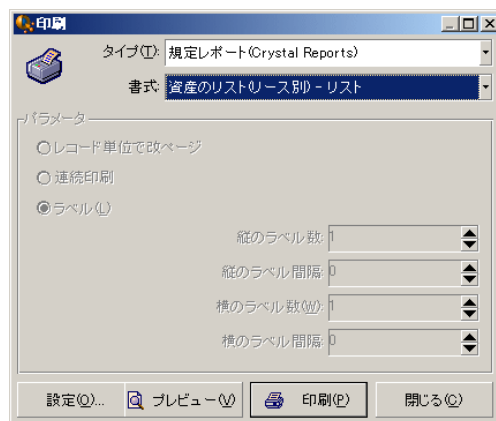 印刷
タイプ(T): 規定レポート(Crystal Reports)
書式: 資産のリスト(リース別) - リスト
パラメータ
レコード単位で改ページ
連続印刷
ラベル(L)
縦のラベル数: 1
縦のラベル間隔: 0
横のラベル数(W): 1
横のラベル間隔: 0
設定(O)... プレビュー(V) 印刷(P) 閉じる(C)